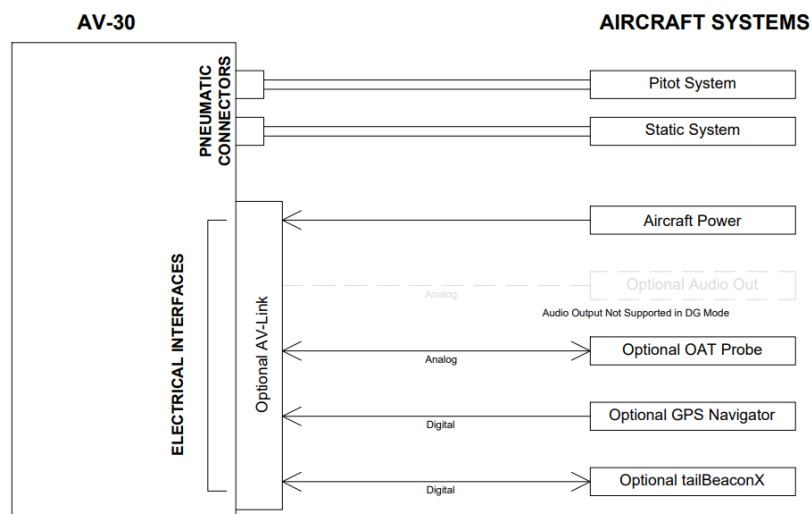 AV-30
AIRCRAFT SYSTEMS
PNEUMATIC
CONNECTORS
Pitot System
Static System
ELECTRICAL INTERFACES
Optional AV-Link
Aircraft Power
Analog
Optional Audio Out
Audio Output Not Supported in DG Mode
Analog
Optional OAT Probe
Digital
Optional GPS Navigator
Digital
Optional tailBeaconX